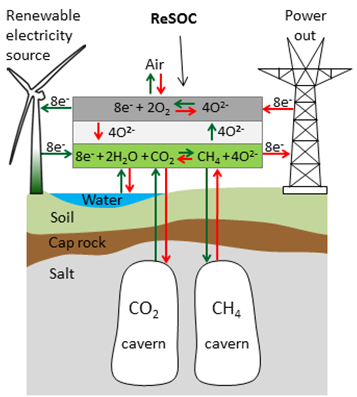 Renewable
electricity
source
ReSOC
Power
out
Air
8e⁻
8e⁻ + 2O₂ ⇄ 4O²⁻
8e⁻
4O²⁻
4O²⁻
8e⁻
8e⁻ + 2H₂O + CO₂ ⇄ CH₄ + 4O²⁻
8e⁻
Water
Soil
Cap rock
Salt
CO₂
cavern
CH₄
cavern